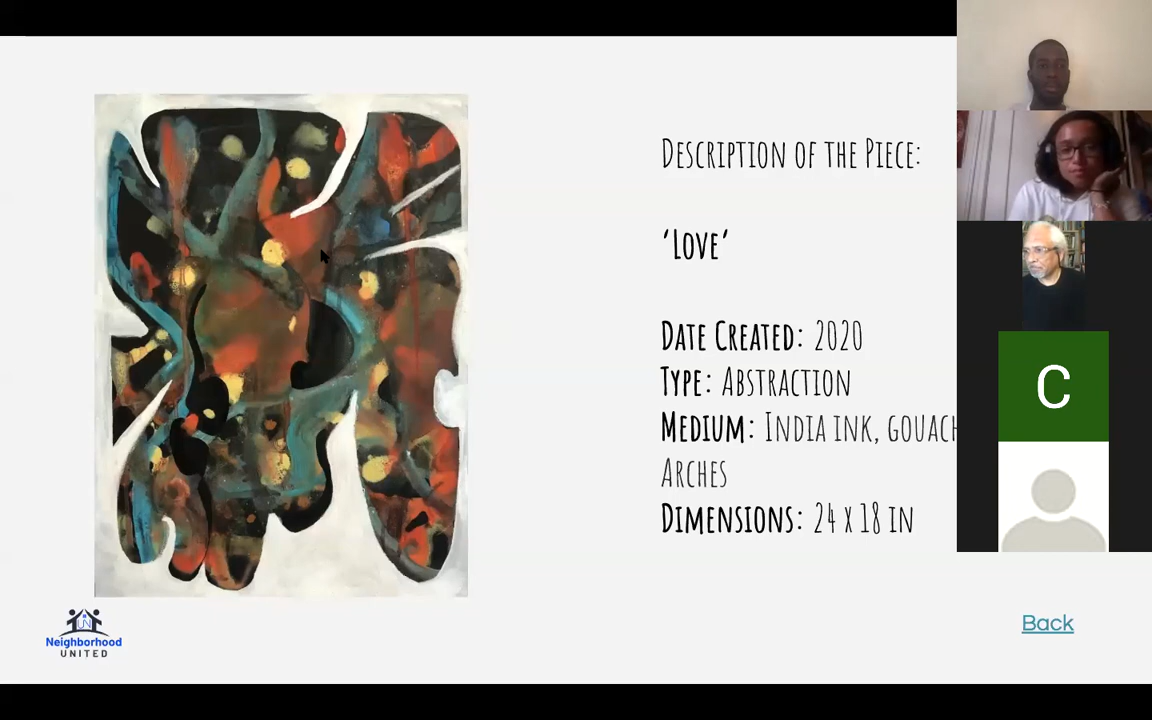 Description of the Piece:
'Love'
Date Created: 2020
Type: Abstraction
Medium: India ink, gouach
Arches
Dimensions: 24 x 18 in
C
UN
Neighborhood
UNITED
Back